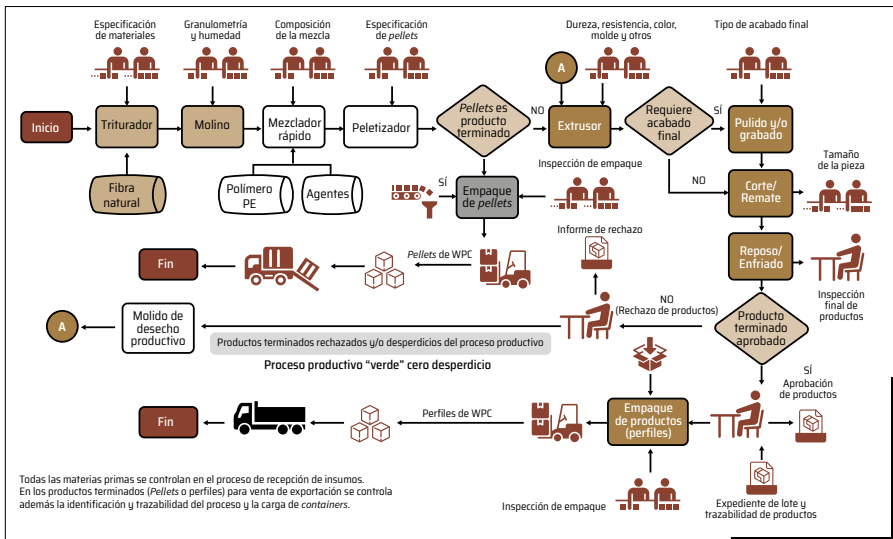 Especificación
de materiales
Granulometría
y humedad
Composición
de la mezcla
Especificación
de pellets
Dureza, resistencia, color,
molde y otros
Tipo de acabado final
A
Inicio
Triturador
Molino
Mezclador
rápido
Peletizador
Pellets es
producto
terminado
NO
Extrusor
Requiere
acabado
final
SÍ
Pulido y/o
grabado
Fibra
natural
Polímero
PE
Agentes
SÍ
Empaque
de pellets
Inspección de empaque
NO
Corte/
Remate
Tamaño
de la pieza
Informe de rechazo
Reposo/
Enfriado
Fin
Pellets de WPC
Inspección
final de
productos
NO
(Rechazo de productos)
Producto
terminado
aprobado
A
Molido de
desecho
productivo
Productos terminados rechazados y/o desperdicios del proceso productivo
Proceso productivo “verde” cero desperdicio
SÍ
Aprobación
de productos
Fin
Perfiles de WPC
Empaque
de productos
(perfiles)
Todas las materias primas se controlan en el proceso de recepción de insumos.
En los productos terminados (Pellets o perfiles) para venta de exportación se controla
además la identificación y trazabilidad del proceso y la carga de containers.
Inspección de empaque
Expediente de lote y
trazabilidad de productos